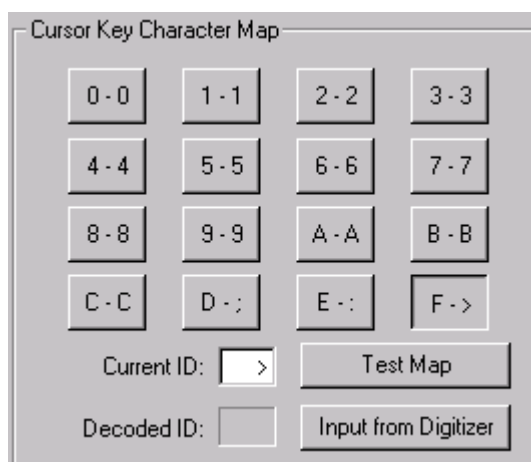 Cursor Key Character Map
0 - 0 1 - 1 2 - 2 3 - 3
4 - 4 5 - 5 6 - 6 7 - 7
8 - 8 9 - 9 A - A B - B
C - C D - ; E - : F - >
Current ID: > Test Map
Decoded ID: Input from Digitizer